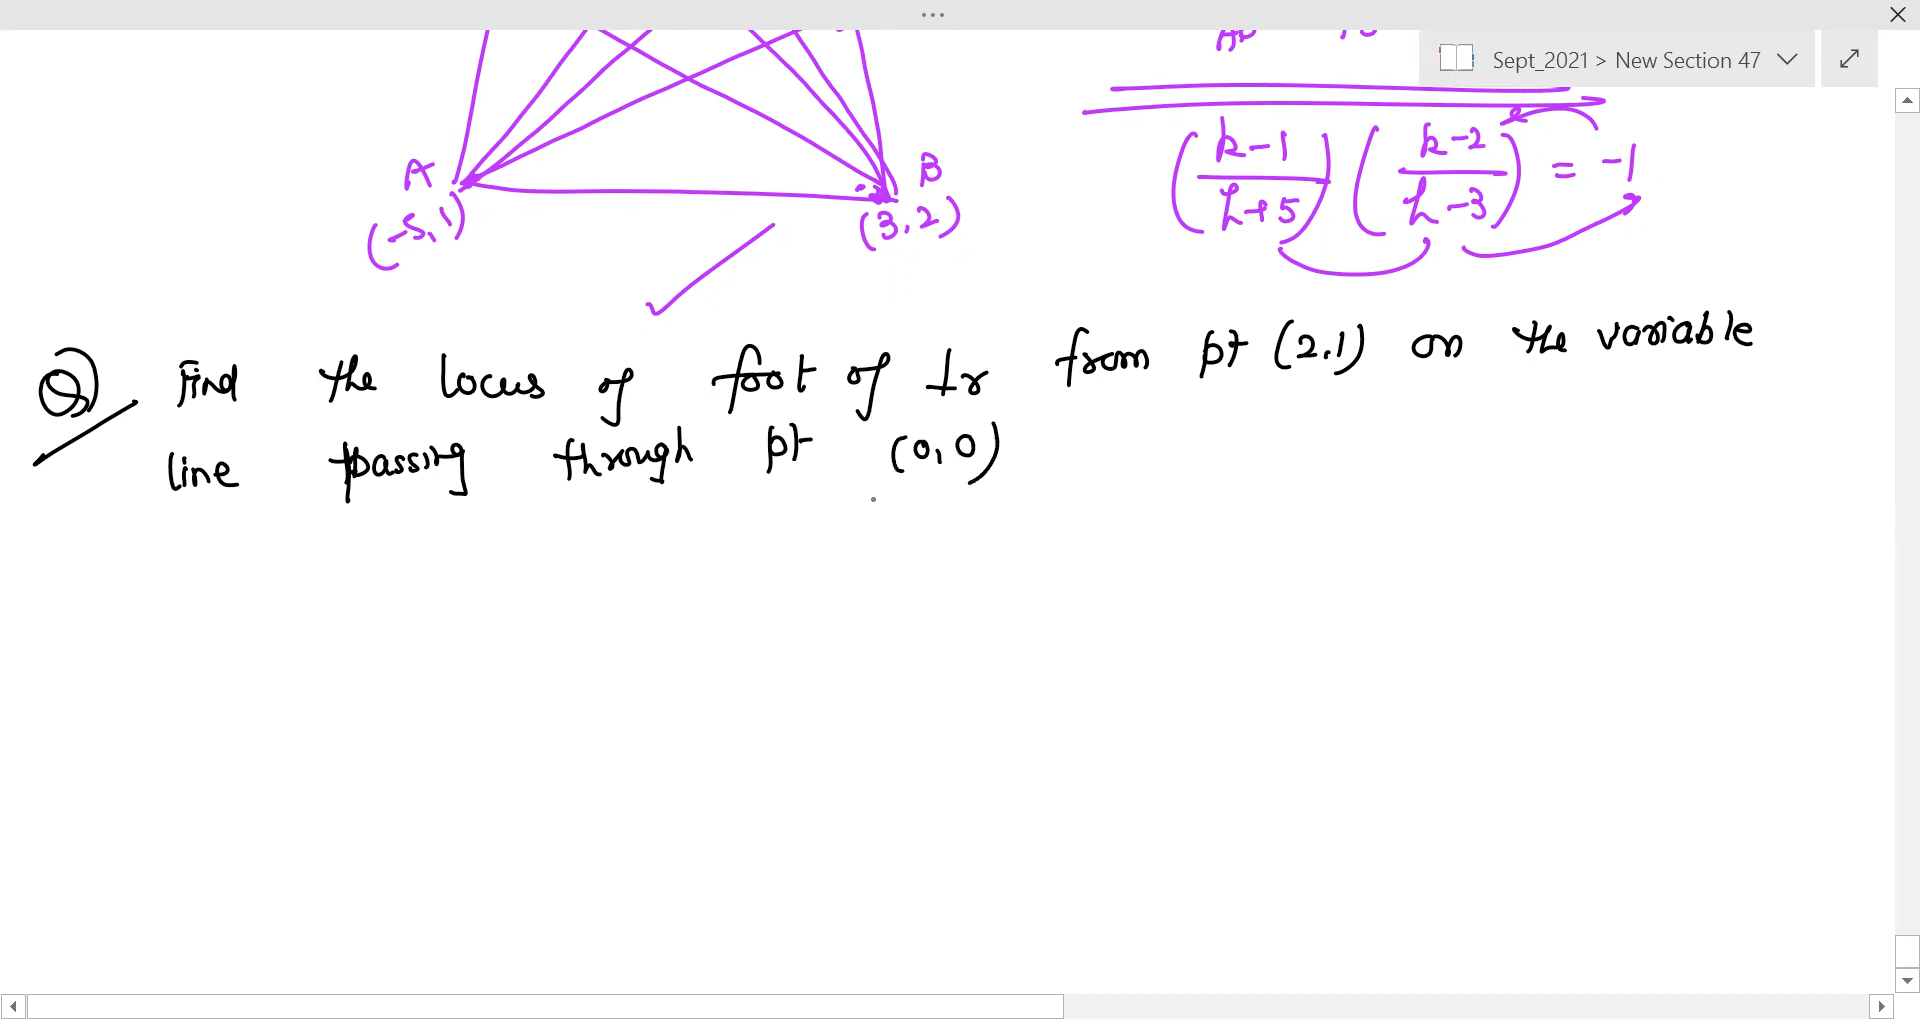 Sept_2021 > New Section 47
(k-1/h+5) (k-2/h-3) = -1
A
B
(-5,1)
(3,2)
Q) Find the locus of foot of ⊥r from pt (2,1) on the variable
line passing through pt (0,0)